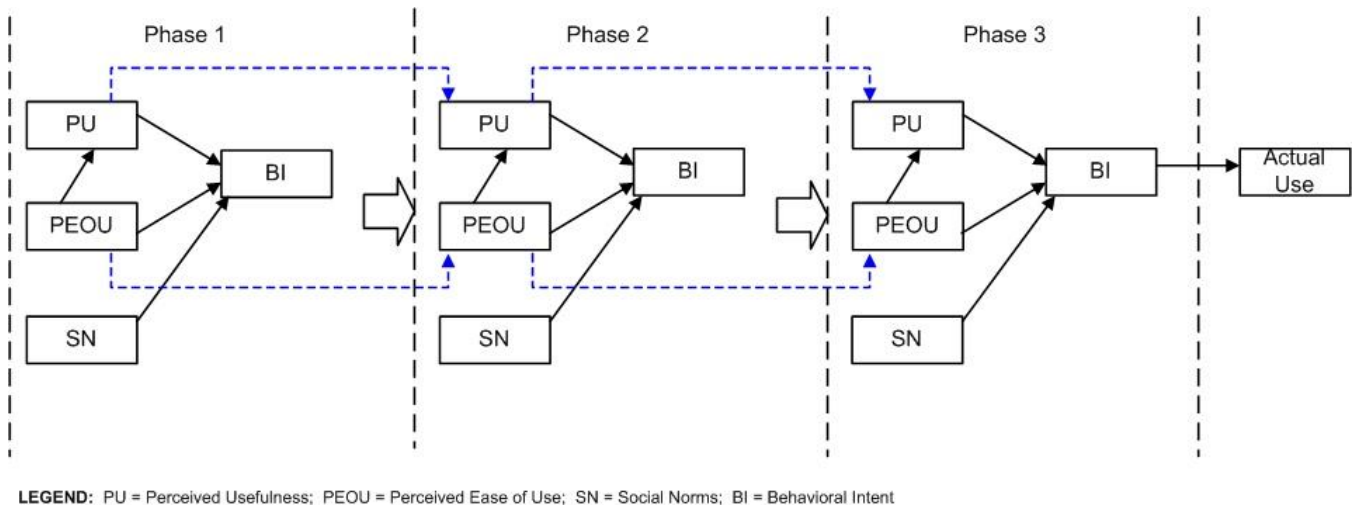 Phase 1
Phase 2
Phase 3
PU
BI
PEOU
SN
PU
BI
PEOU
SN
PU
BI
PEOU
SN
Actual
Use
LEGEND: PU = Perceived Usefulness; PEOU = Perceived Ease of Use; SN = Social Norms; BI = Behavioral Intent